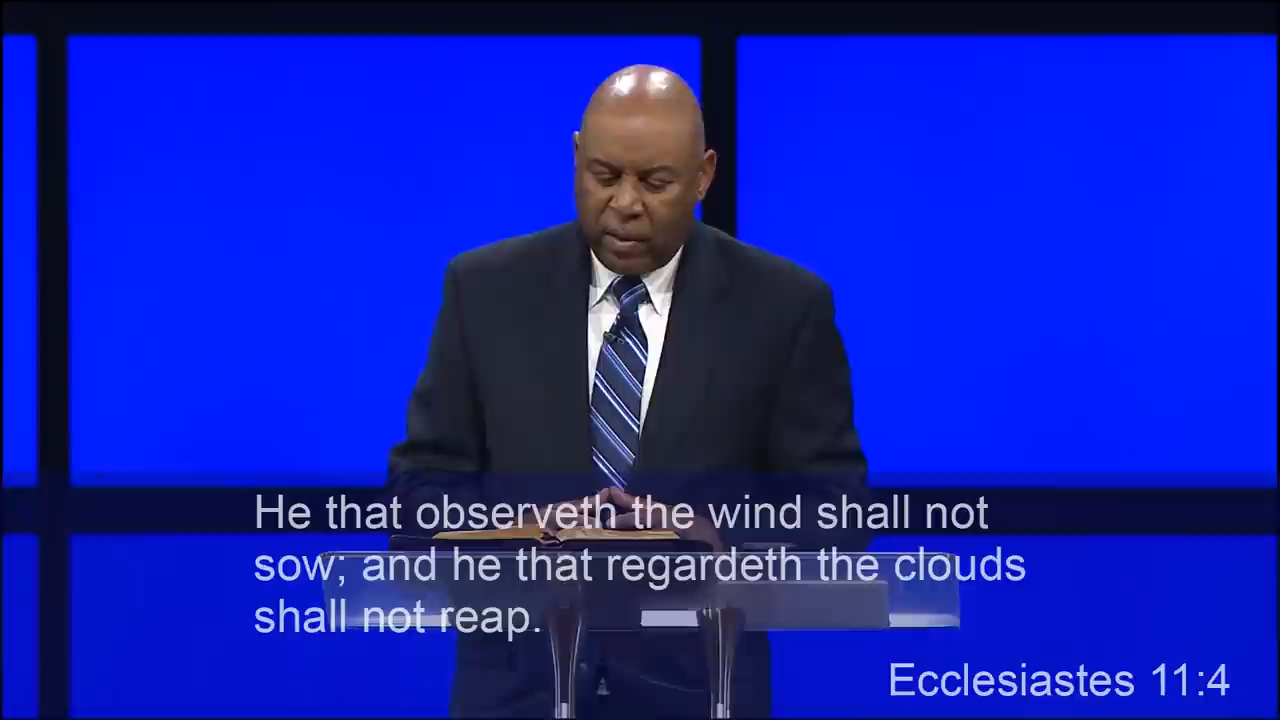 He that observeth the wind shall not
sow; and he that regardeth the clouds
shall not reap.
Ecclesiastes 11:4